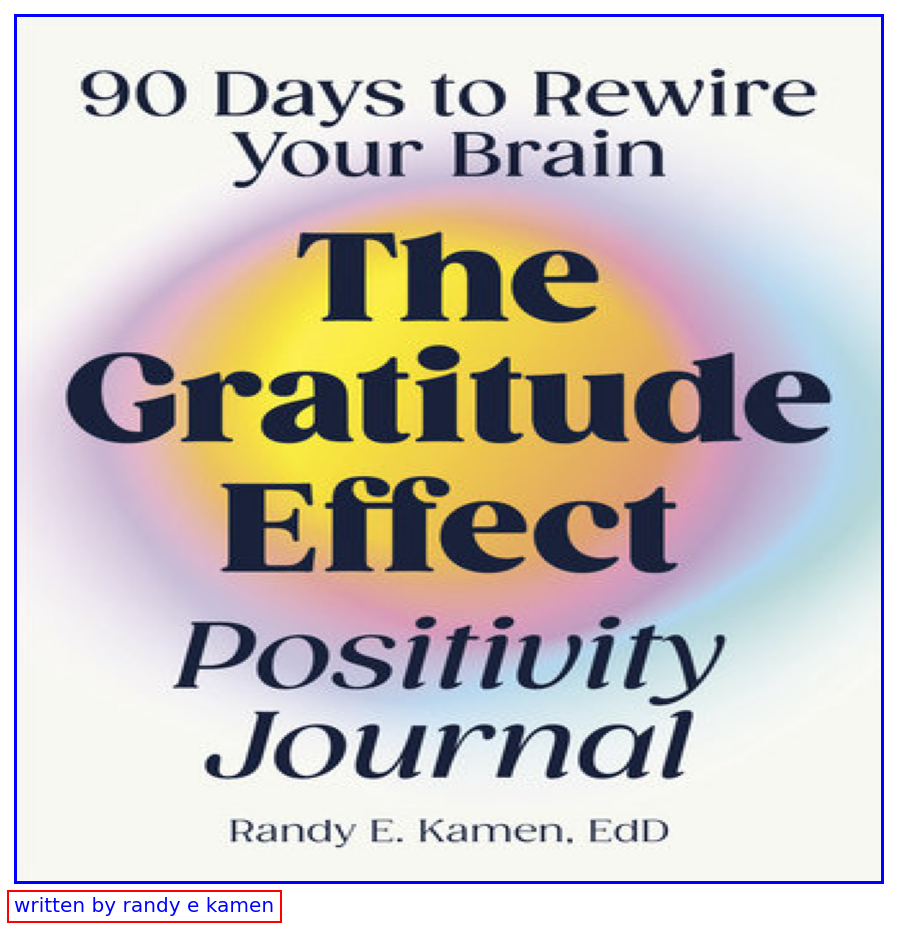 90 Days to Rewire
Your Brain
The
Gratitude
Effect
Positivity
Journal
Randy E. Kamen, EdD
written by randy e kamen